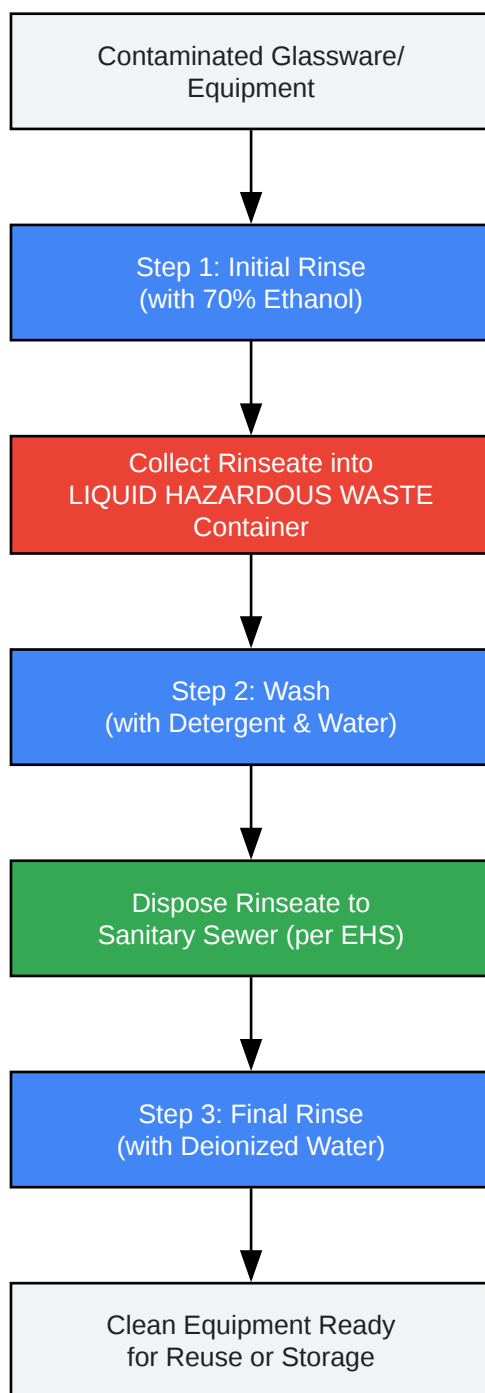 Contaminated Glassware/
Equipment
Step 1: Initial Rinse
(with 70% Ethanol)
Collect Rinseate into
LIQUID HAZARDOUS WASTE
Container
Step 2: Wash
(with Detergent & Water)
Dispose Rinseate to
Sanitary Sewer (per EHS)
Step 3: Final Rinse
(with Deionized Water)
Clean Equipment Ready
for Reuse or Storage